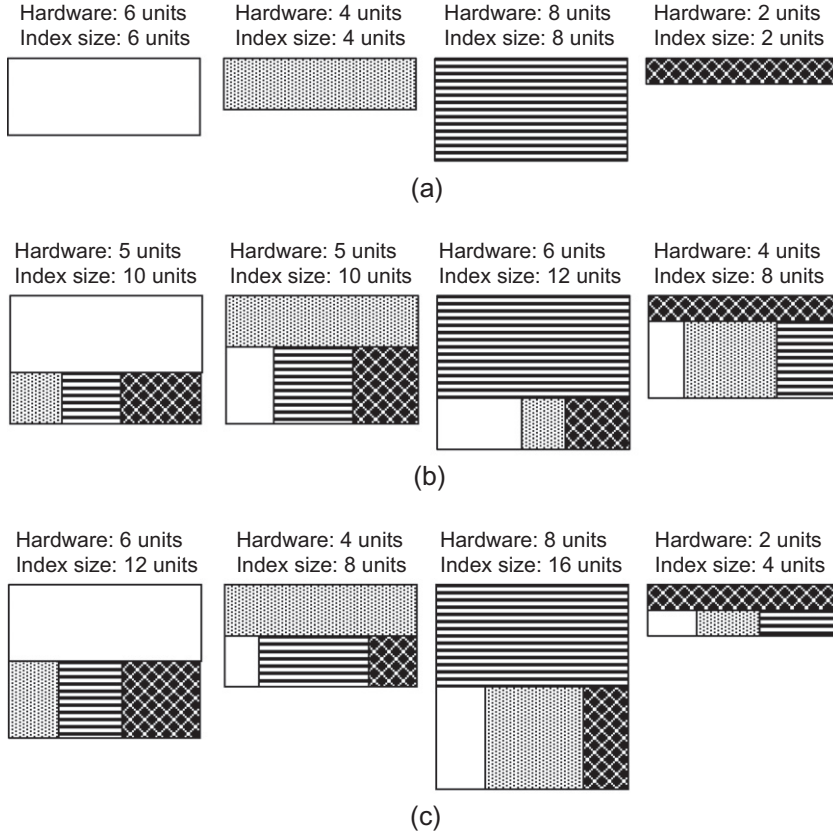 Hardware: 6 units
Index size: 6 units
Hardware: 4 units
Index size: 4 units
Hardware: 8 units
Index size: 8 units
Hardware: 2 units
Index size: 2 units
(a)
Hardware: 5 units
Index size: 10 units
Hardware: 5 units
Index size: 10 units
Hardware: 6 units
Index size: 12 units
Hardware: 4 units
Index size: 8 units
(b)
Hardware: 6 units
Index size: 12 units
Hardware: 4 units
Index size: 8 units
Hardware: 8 units
Index size: 16 units
Hardware: 2 units
Index size: 4 units
(c)